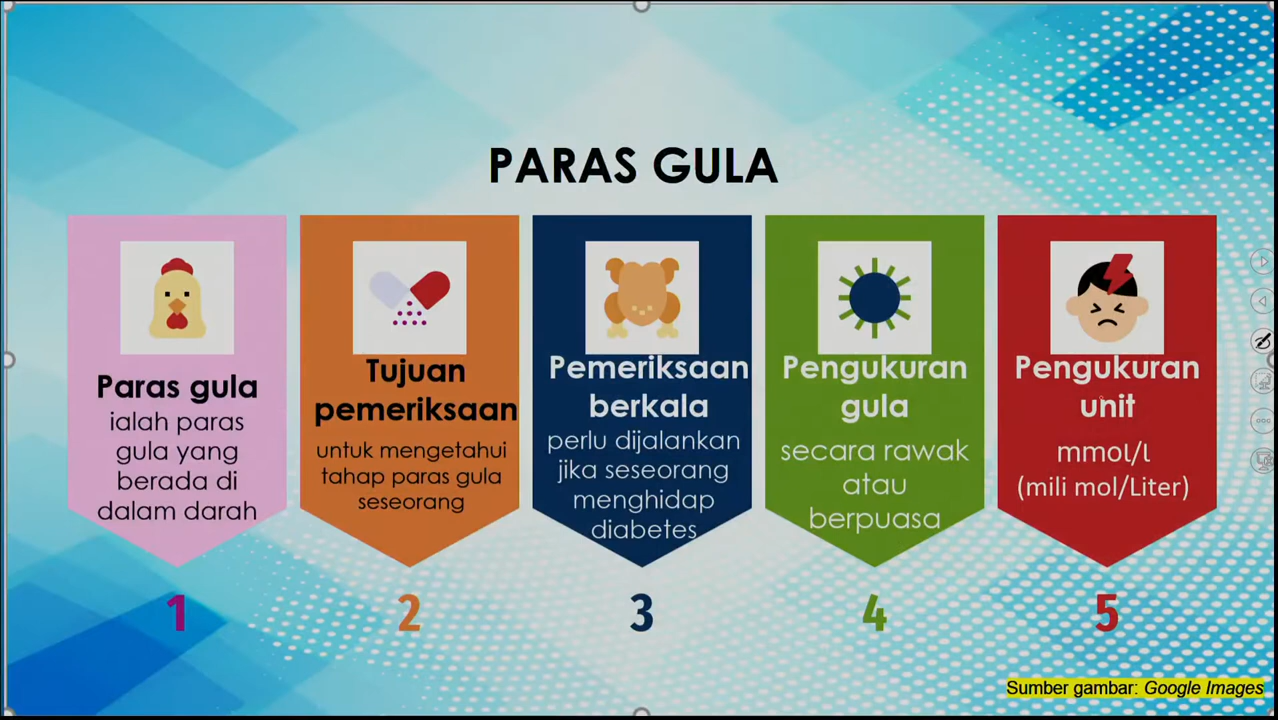 PARAS GULA
Paras gula
ialah paras
gula yang
berada di
dalam darah
Tujuan
pemeriksaan
untuk mengetahui
tahap paras gula
seseorang
Pemeriksaan
berkala
perlu dijalankan
jika seseorang
menghidap
diabetes
Pengukuran
gula
secara rawak
atau
berpuasa
Pengukuran
unit
mmol/l
(mili mol/Liter)
1
2
3
4
5
Sumber gambar: Google Images